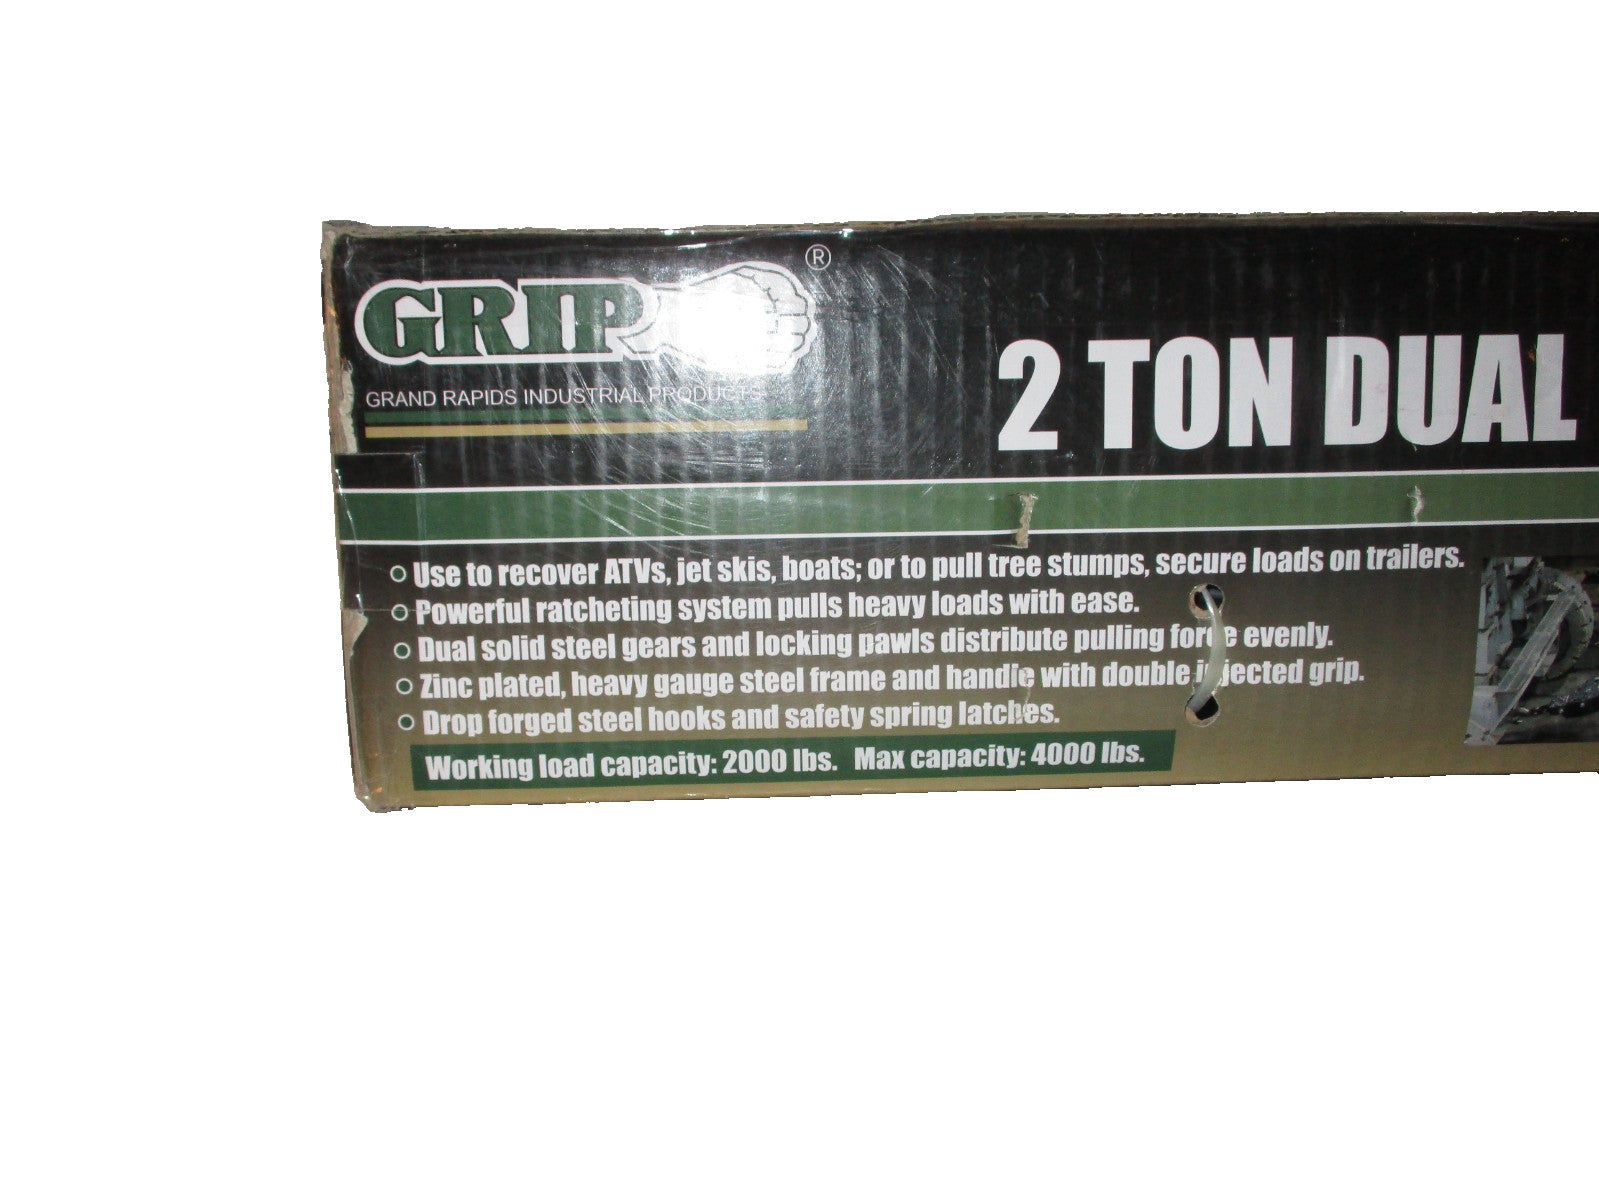 GRIP ®
GRAND RAPIDS INDUSTRIAL PRODUCTS
2 TON DUAL
Use to recover ATVs, jet skis, boats; or to pull tree stumps, secure loads on trailers.
Powerful ratcheting system pulls heavy loads with ease.
Dual solid steel gears and locking pawls distribute pulling force evenly.
Zinc plated, heavy gauge steel frame and handle with double injected grip.
Drop forged steel hooks and safety spring latches.
Working load capacity: 2000 lbs. Max capacity: 4000 lbs.